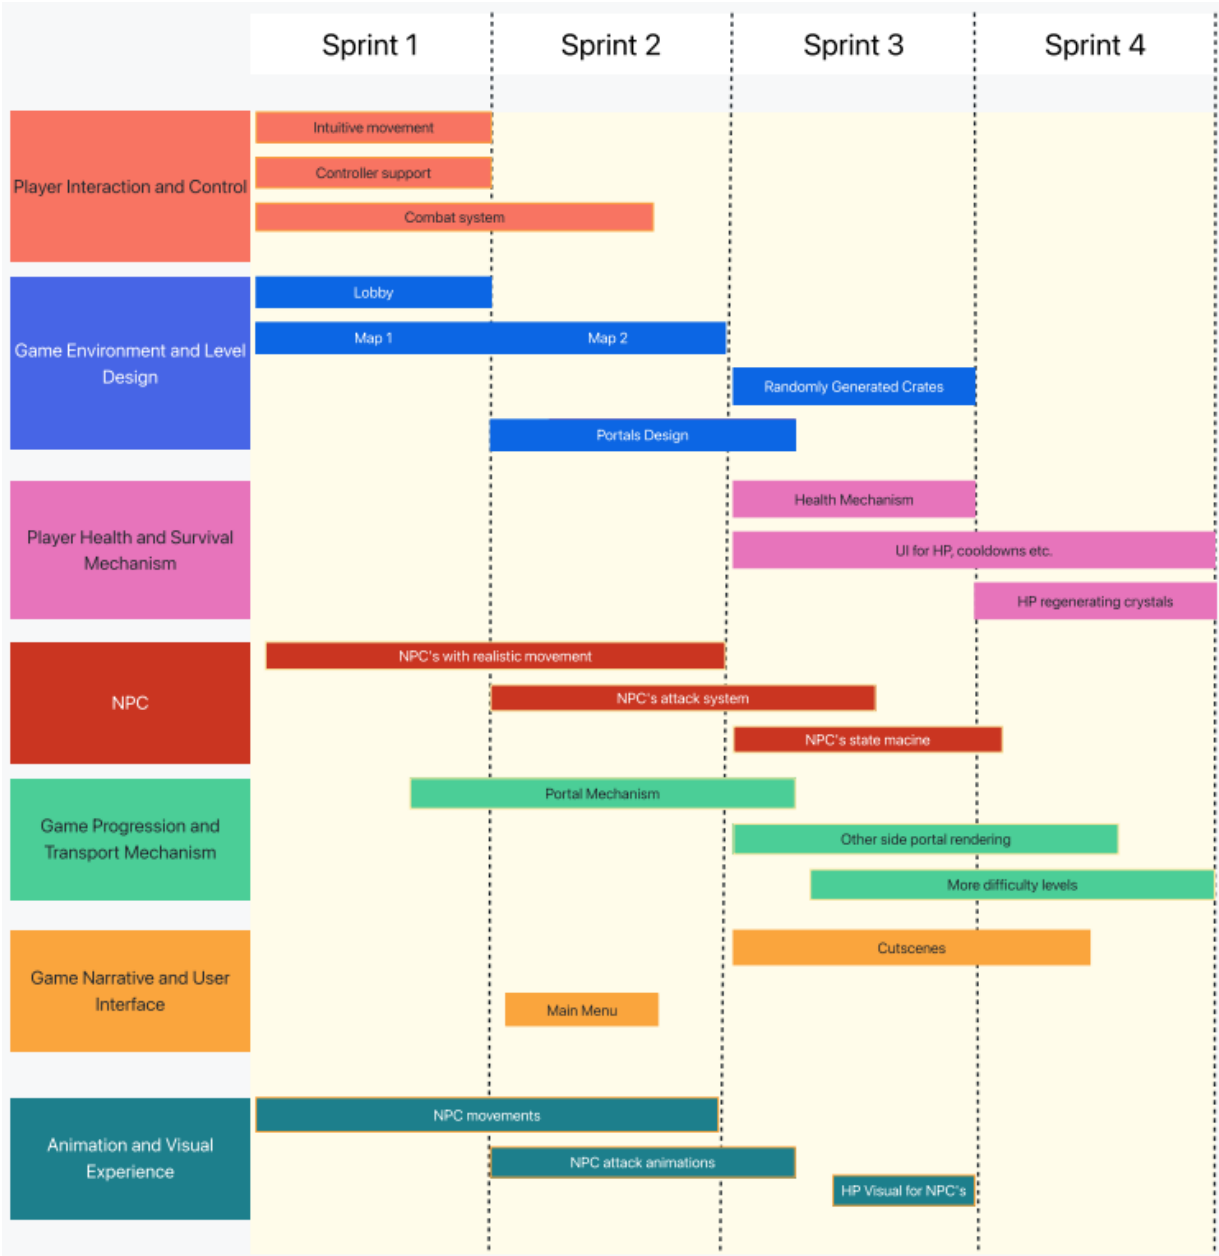 Sprint 1
Sprint 2
Sprint 3
Sprint 4
Player Interaction and Control
Intuitive movement
Controller support
Combat system
Game Environment and Level
Design
Lobby
Map 1
Map 2
Randomly Generated Crates
Portals Design
Player Health and Survival
Mechanism
Health Mechanism
UI for HP, cooldowns etc.
HP regenerating crystals
NPC
NPC's with realistic movement
NPC's attack system
NPC's state macine
Game Progression and
Transport Mechanism
Portal Mechanism
Other side portal rendering
More difficulty levels
Game Narrative and User
Interface
Cutscenes
Main Menu
Animation and Visual
Experience
NPC movements
NPC attack animations
HP Visual for NPC's